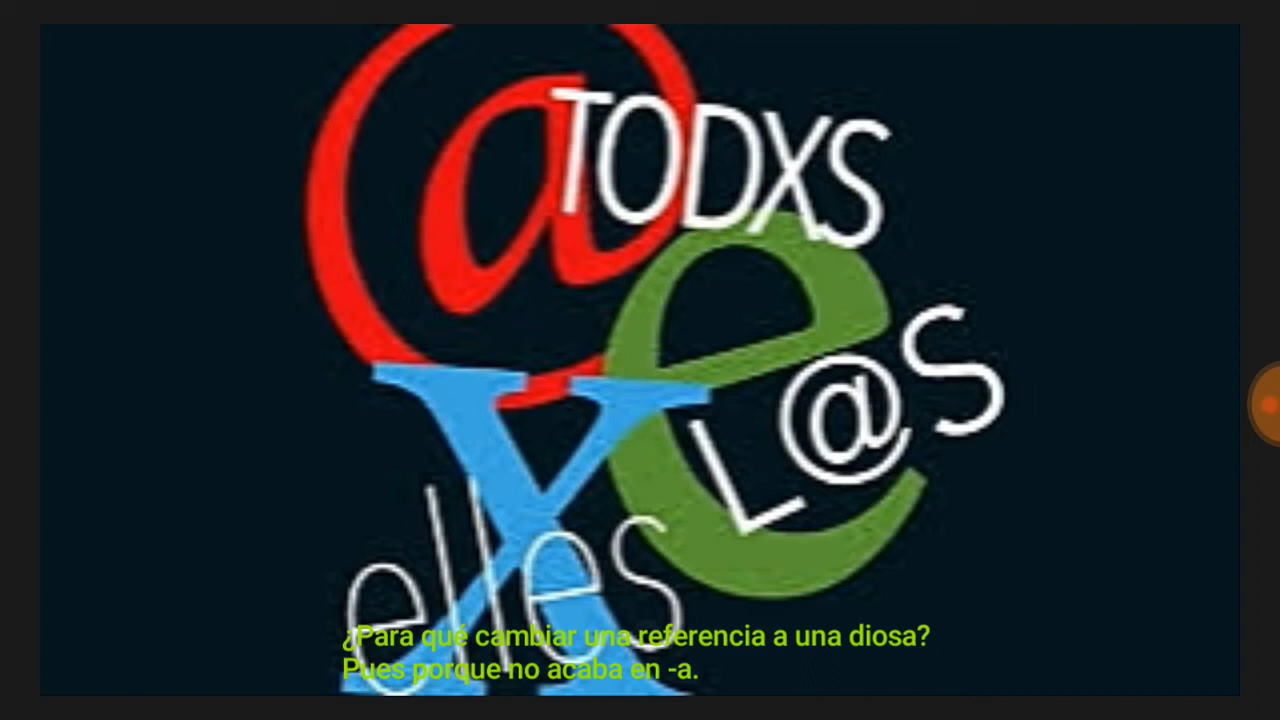 @
TODXS
e
L@S
x
elles
¿Para qué cambiar una referencia a una diosa?
Pues porque no acaba en -a.